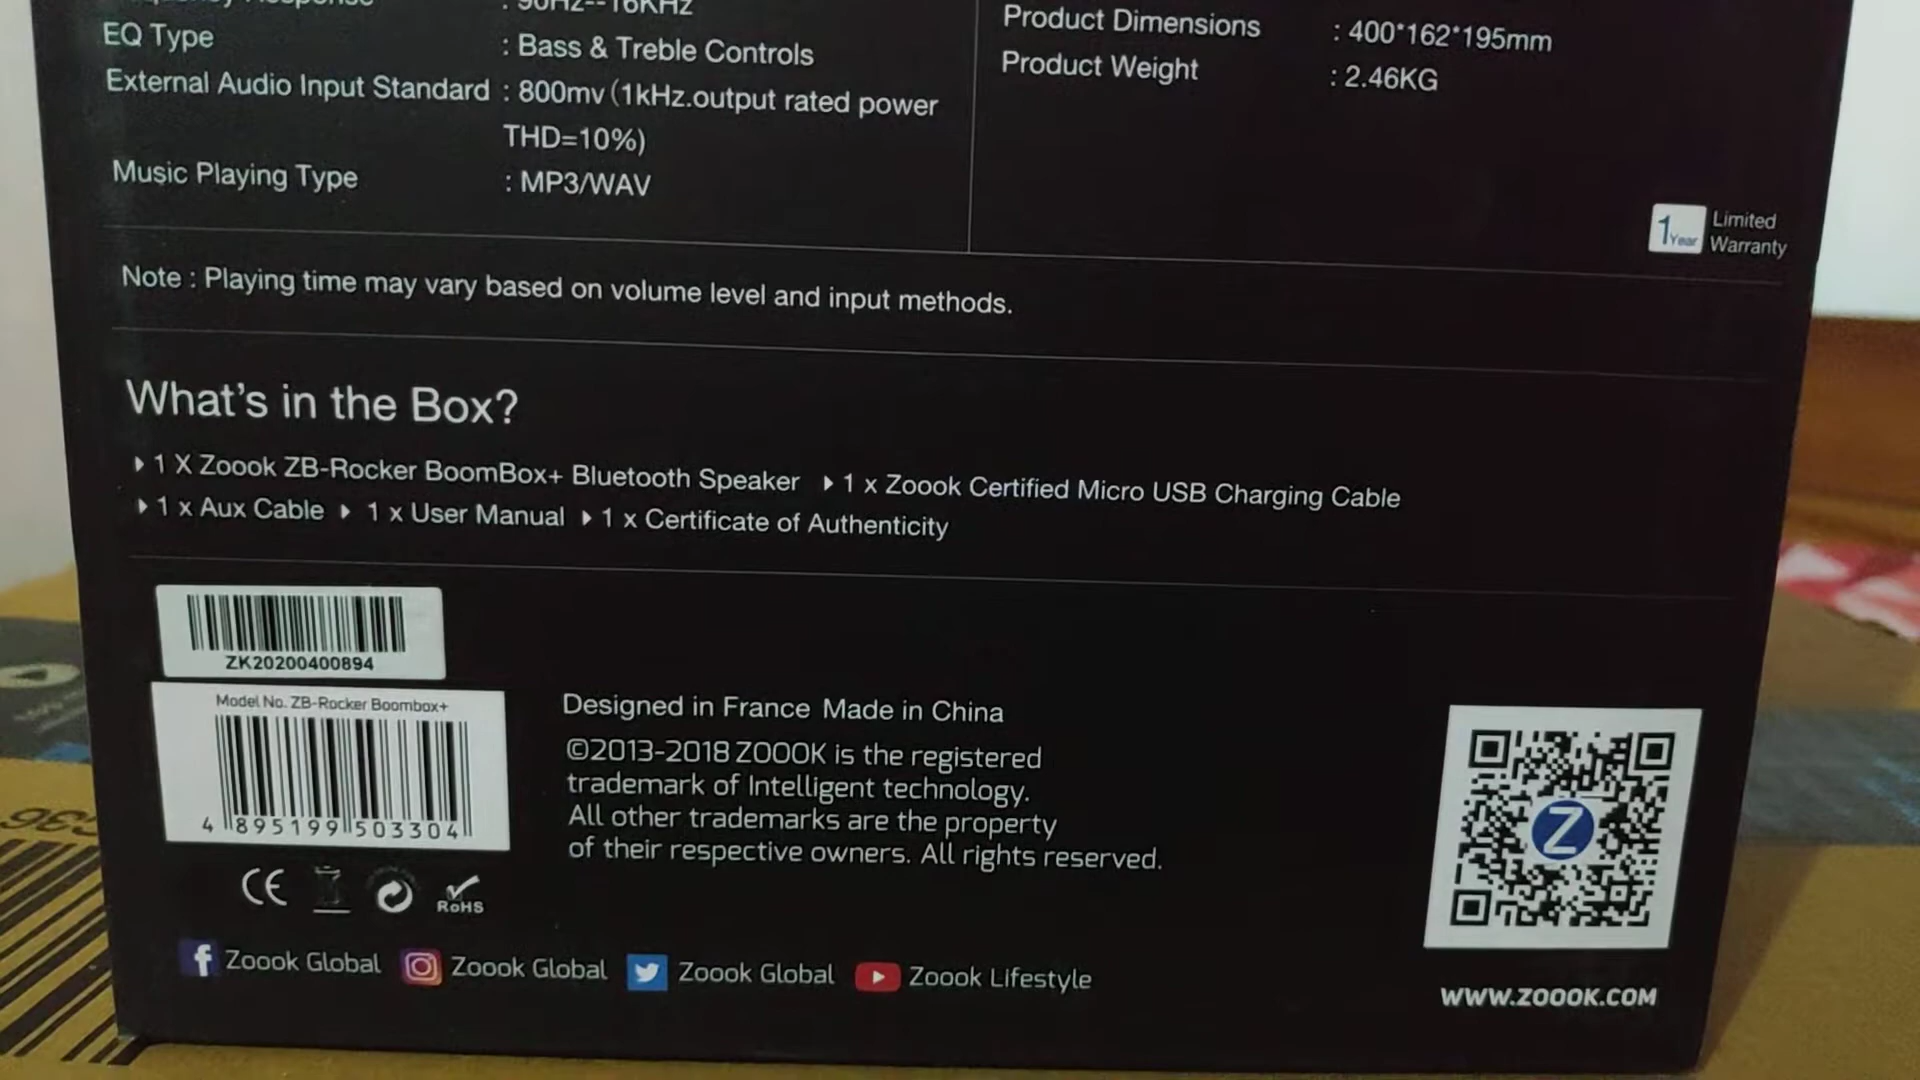 : 90Hz--16KHz
EQ Type : Bass & Treble Controls
External Audio Input Standard : 800mv (1kHz.output rated power
THD=10%)
Music Playing Type : MP3/WAV
Product Dimensions : 400*162*195mm
Product Weight : 2.46KG
1 Year Limited
Warranty
Note : Playing time may vary based on volume level and input methods.
What's in the Box?
1 X Zoook ZB-Rocker BoomBox+ Bluetooth Speaker 1 x Zoook Certified Micro USB Charging Cable
1 x Aux Cable 1 x User Manual 1 x Certificate of Authenticity
ZK20200400894
Model No. ZB-Rocker Boombox+
4 895199 503304
Designed in France Made in China
©2013-2018 ZOOOK is the registered
trademark of Intelligent technology.
All other trademarks are the property
of their respective owners. All rights reserved.
CE
RoHS
Z
f Zoook Global Zoook Global Zoook Global Zoook Lifestyle
WWW.ZOOOK.COM